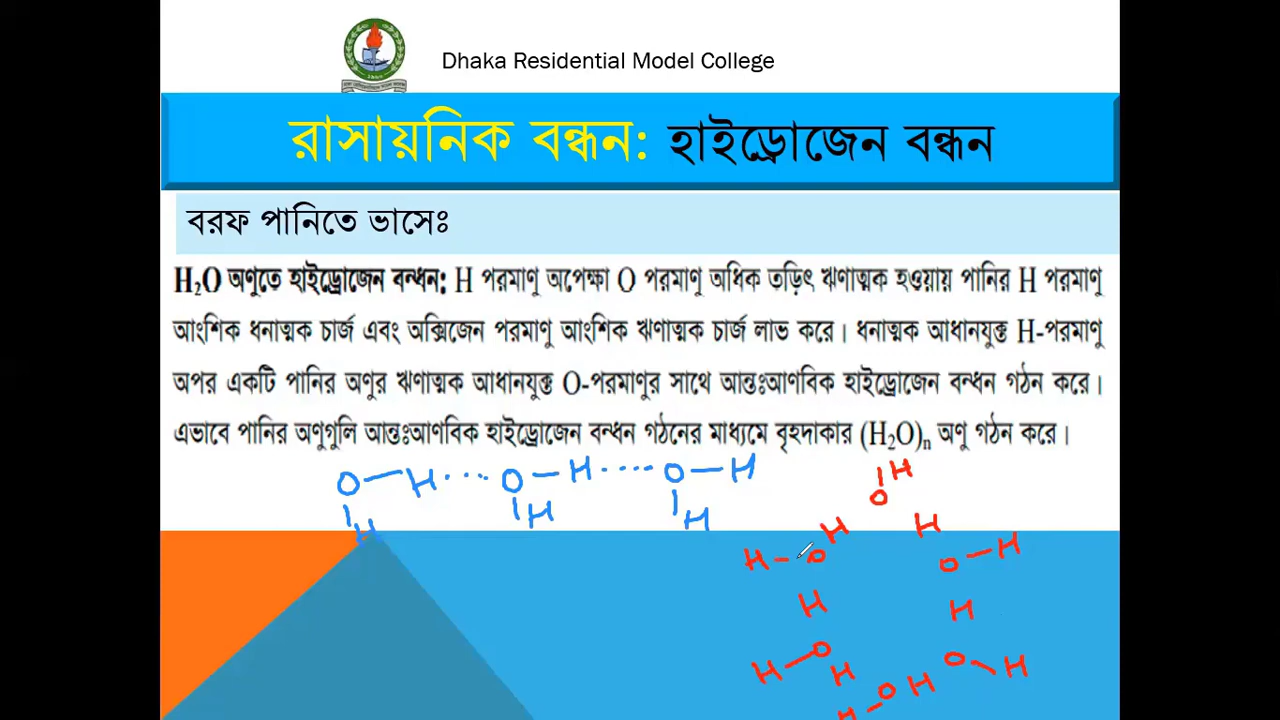 Dhaka Residential Model College
রাসায়নিক বন্ধন: হাইড্রোজেন বন্ধন
বরফ পানিতে ভাসেঃ
H₂O অণুতে হাইড্রোজেন বন্ধন: H পরমাণু অপেক্ষা O পরমাণু অধিক তড়িৎ ঋণাত্মক হওয়ায় পানির H পরমাণু
আংশিক ধনাত্মক চার্জ এবং অক্সিজেন পরমাণু আংশিক ঋণাত্মক চার্জ লাভ করে। ধনাত্মক আধানযুক্ত H-পরমাণু
অপর একটি পানির অণুর ঋণাত্মক আধানযুক্ত O-পরমাণুর সাথে আন্তঃআণবিক হাইড্রোজেন বন্ধন গঠন করে।
এভাবে পানির অণুগুলি আন্তঃআণবিক হাইড্রোজেন বন্ধন গঠনের মাধ্যমে বৃহদাকার (H₂O)ₙ অণু গঠন করে।
O–H····O–H····O–H
H H H
H
O
H H
H–O O–H
H H
O O
H H H H
O
H